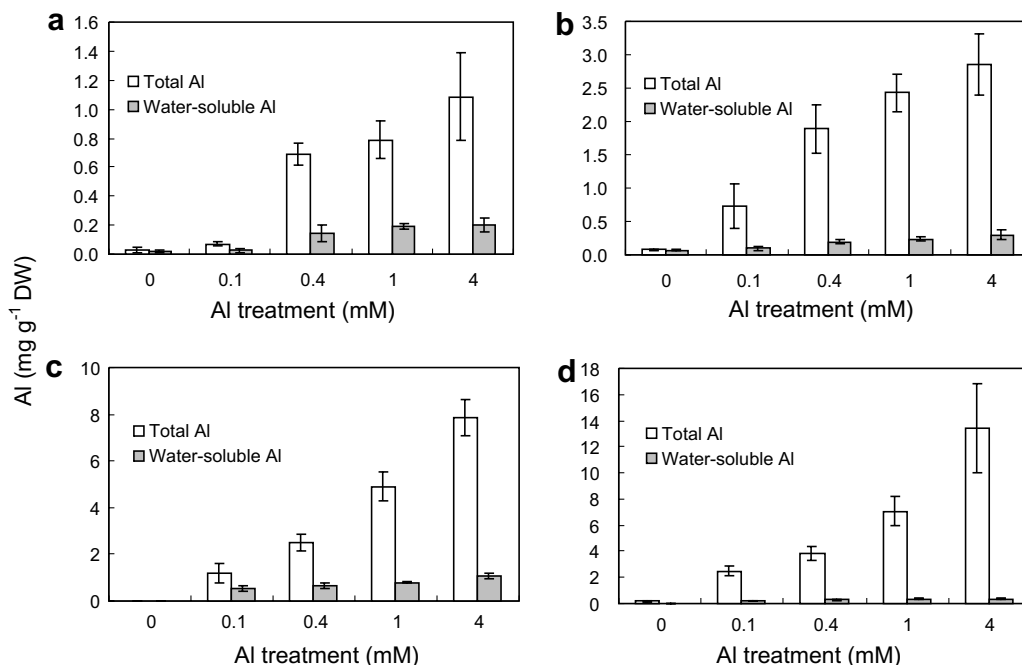 a
1.6
1.4
1.2
1.0
0.8
0.6
0.4
0.2
0.0
Total Al
Water-soluble Al
0 0.1 0.4 1 4
Al treatment (mM)
b
3.5
3.0
2.5
2.0
1.5
1.0
0.5
0.0
Total Al
Water-soluble Al
0 0.1 0.4 1 4
Al treatment (mM)
Al (mg g⁻¹ DW)
c
10
8
6
4
2
0
Total Al
Water-soluble Al
0 0.1 0.4 1 4
Al treatment (mM)
d
18
16
14
12
10
8
6
4
2
0
Total Al
Water-soluble Al
0 0.1 0.4 1 4
Al treatment (mM)